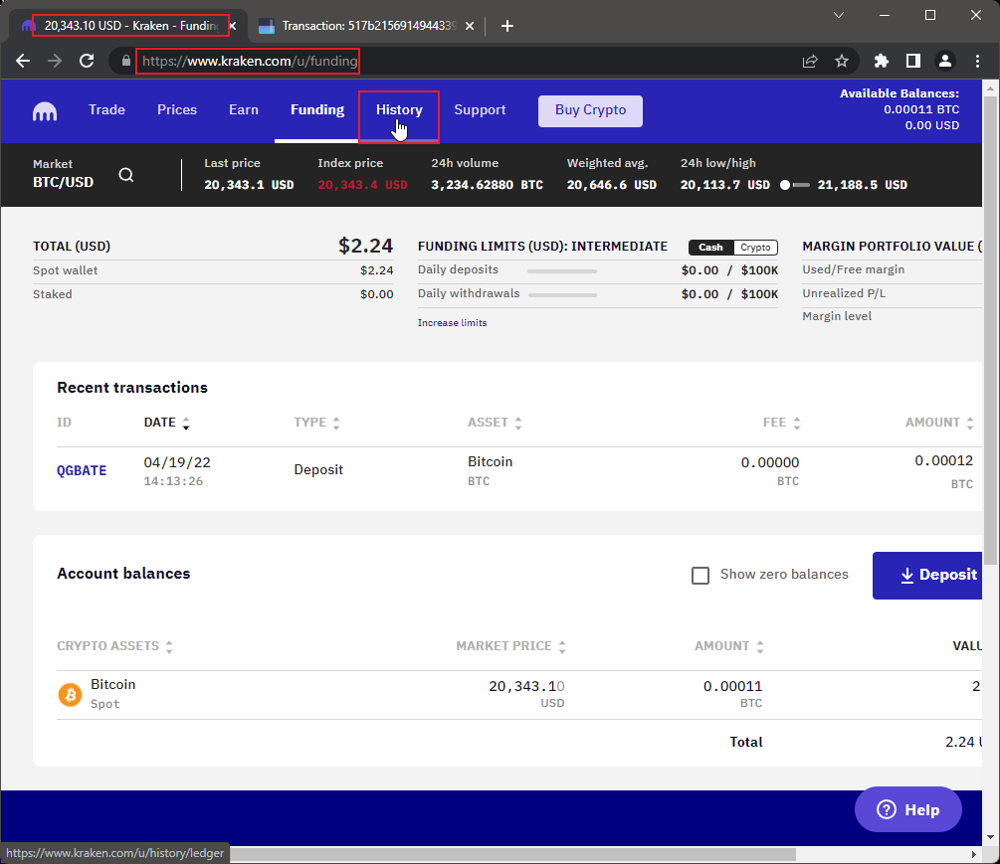 20,343.10 USD - Kraken - Funding
Transaction: 517b2156914944339
https://www.kraken.com/u/funding
Trade
Prices
Earn
Funding
History
Support
Buy Crypto
Available Balances:
0.00011 BTC
0.00 USD
Market
BTC/USD
Last price
20,343.1 USD
Index price
20,343.4 USD
24h volume
3,234.62880 BTC
Weighted avg.
20,646.6 USD
24h low/high
20,113.7 USD
21,188.5 USD
TOTAL (USD) $2.24
Spot wallet $2.24
Staked $0.00
FUNDING LIMITS (USD): INTERMEDIATE Cash Crypto
Daily deposits $0.00 / $100K
Daily withdrawals $0.00 / $100K
Increase limits
MARGIN PORTFOLIO VALUE (
Used/Free margin
Unrealized P/L
Margin level
Recent transactions
ID DATE TYPE ASSET FEE AMOUNT
QGBATE 04/19/22 Deposit Bitcoin 0.00000 0.00012
14:13:26 BTC BTC BTC
Account balances
Show zero balances
Deposit
CRYPTO ASSETS MARKET PRICE AMOUNT VALU
Bitcoin 20,343.10 0.00011 2
Spot USD BTC
Total 2.24 U
Help
https://www.kraken.com/u/history/ledger